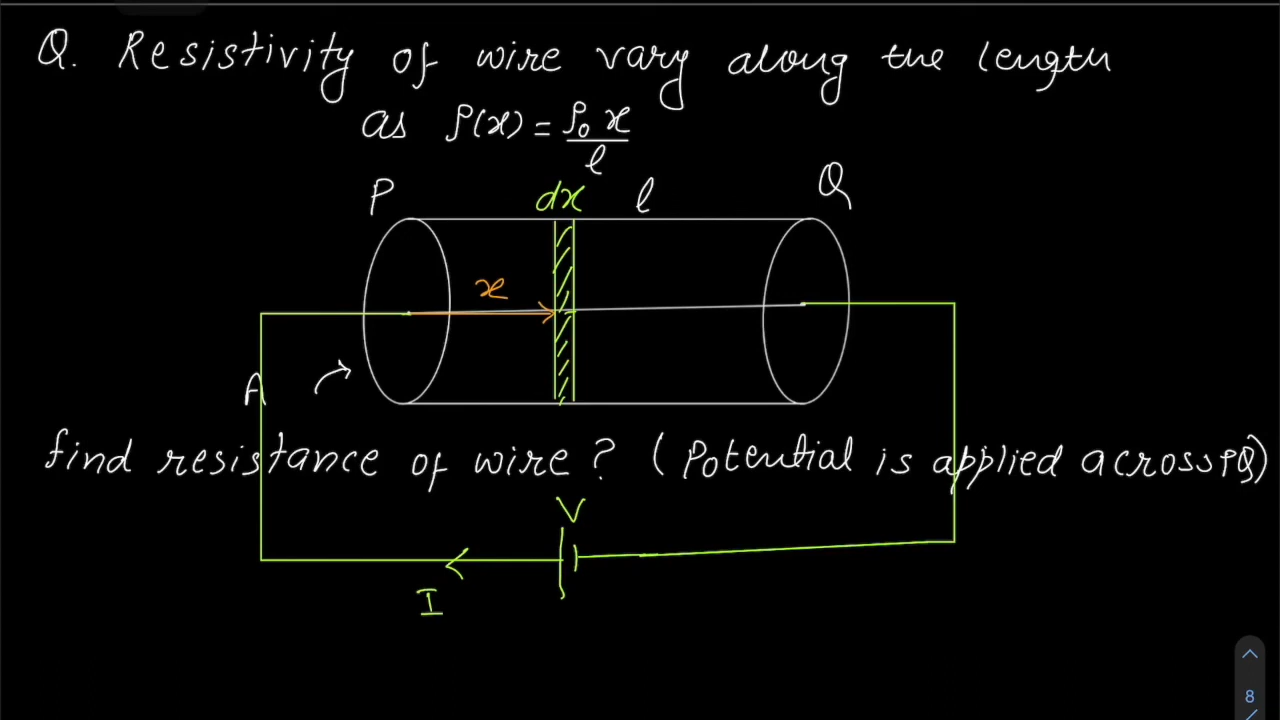 Q. Resistivity of wire vary along the length
as ρ(x) = ρ₀ x / l
P dx l Q
x
A
find resistance of wire? (Potential is applied across PQ)
V
I
8